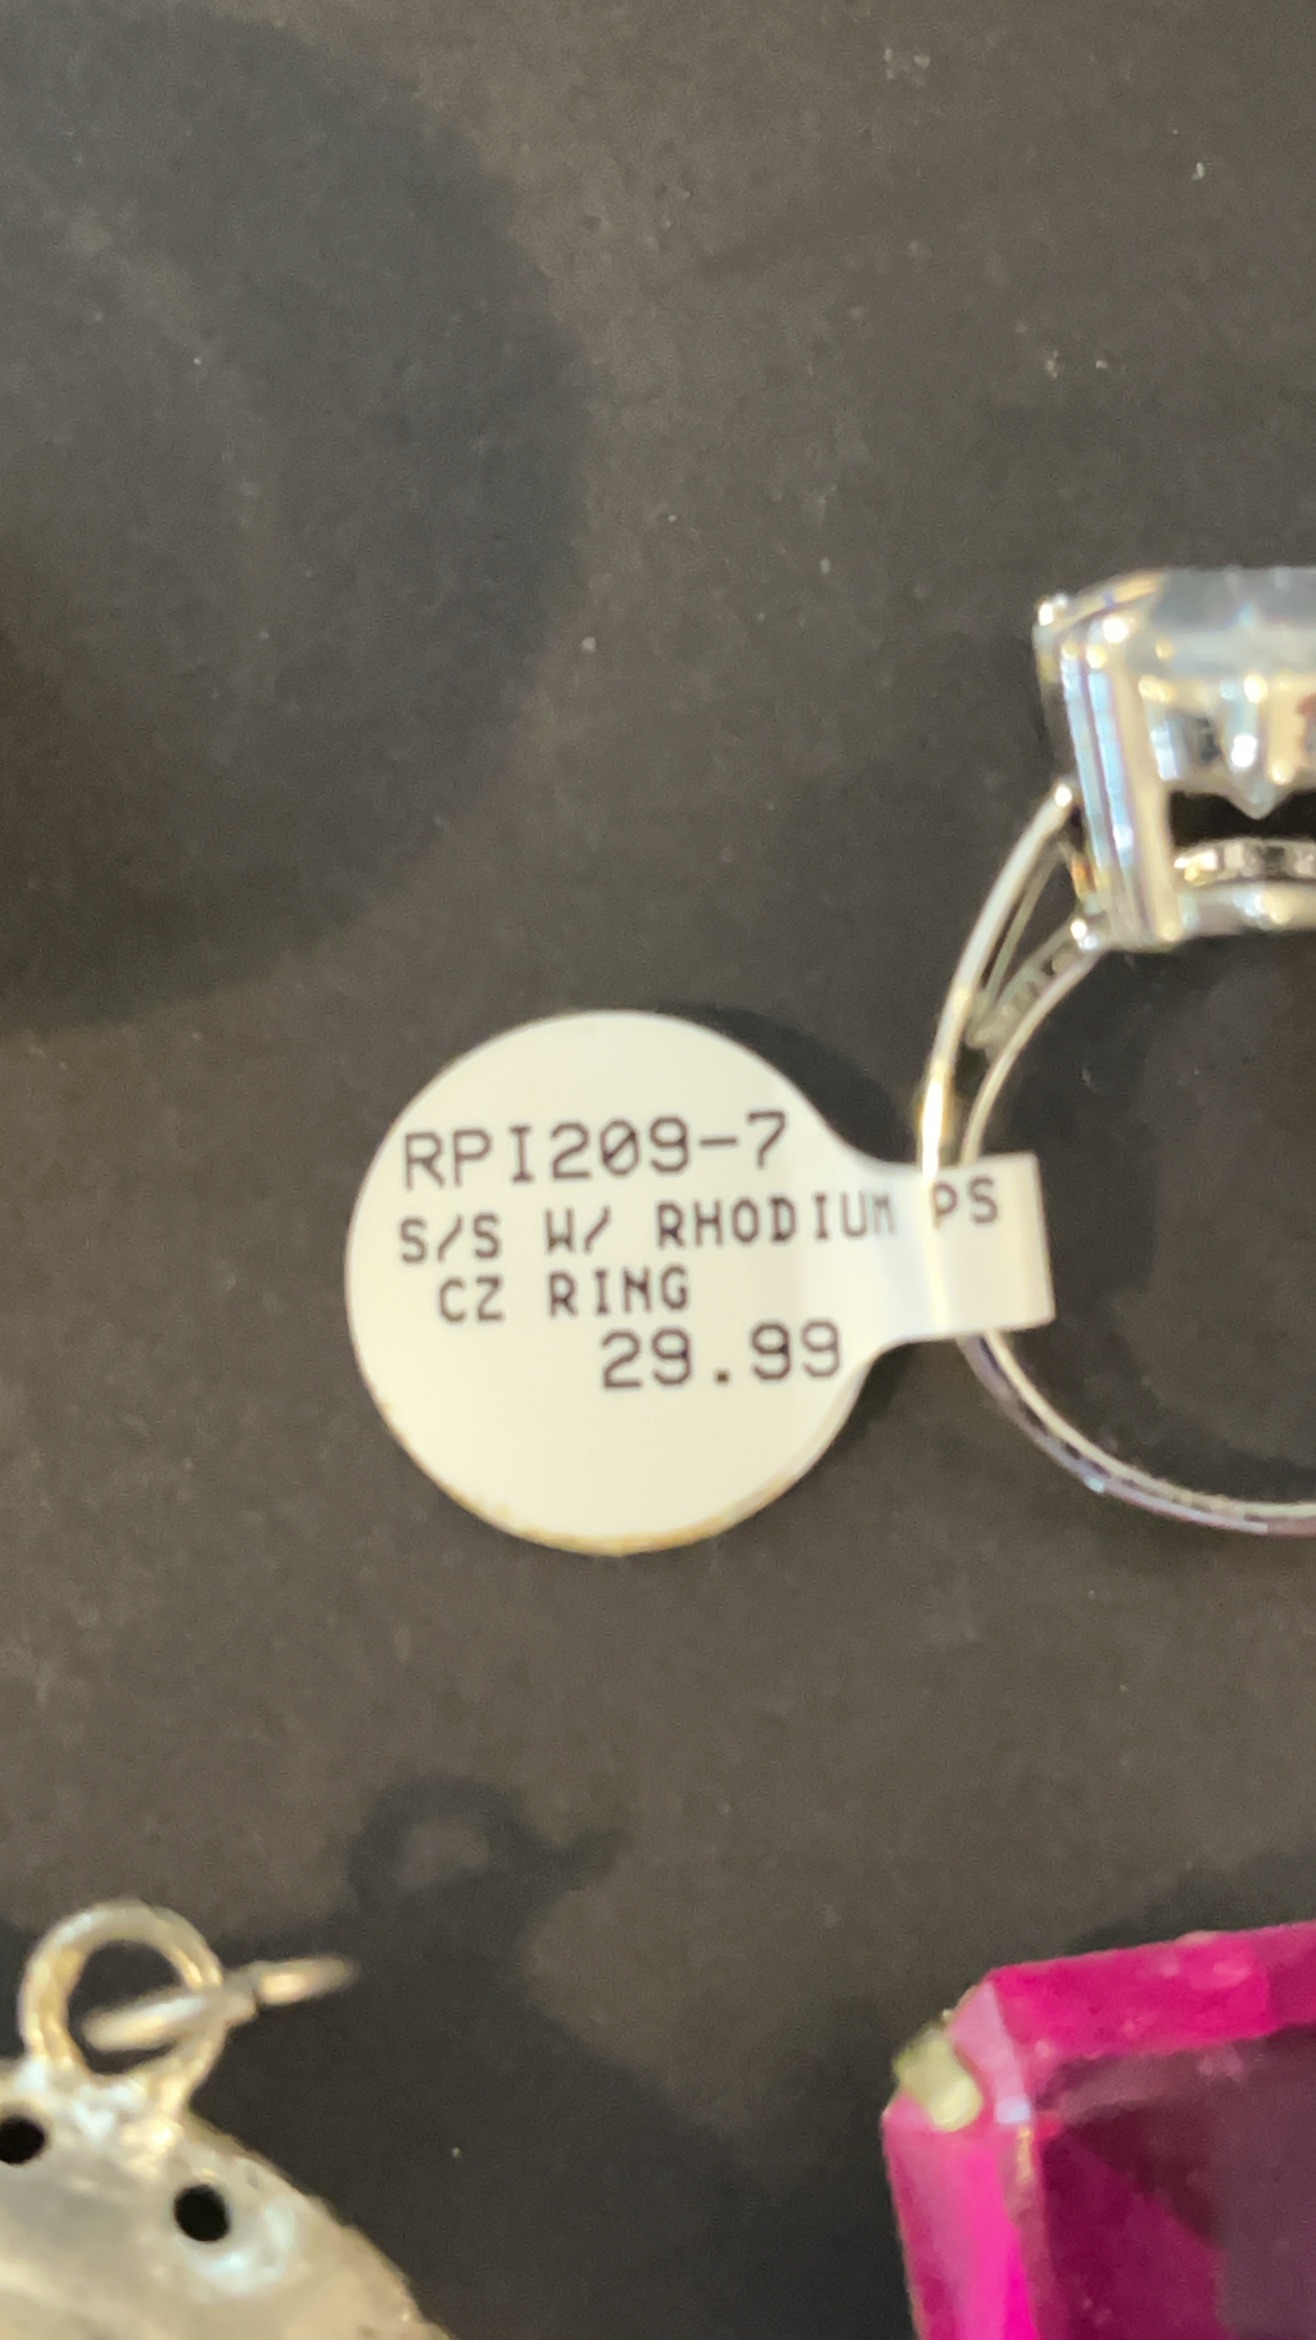 RPI209-7
S/S W/ RHODIUM PS
CZ RING
29.99